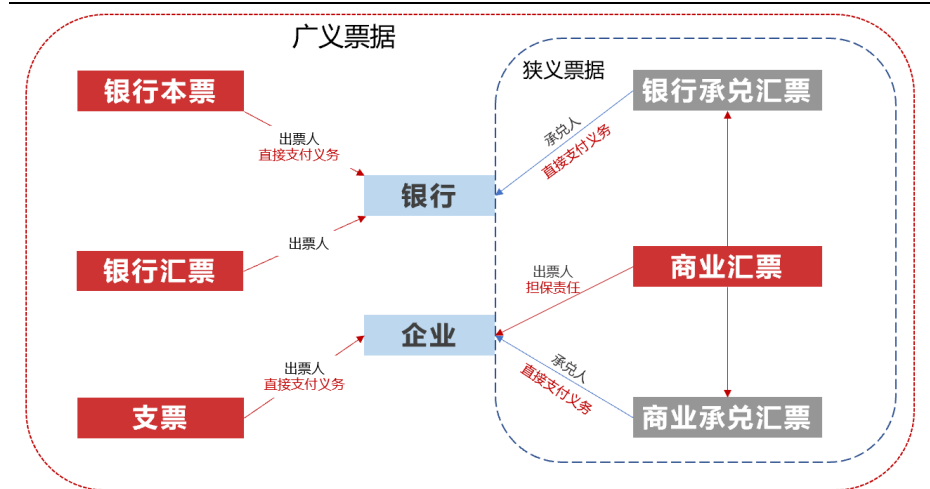 广义票据
狭义票据
银行本票
银行承兑汇票
出票人
直接支付义务
承兑人
直接支付义务
银行
出票人
银行汇票
商业汇票
出票人
担保责任
企业
出票人
直接支付义务
承兑人
直接支付义务
支票
商业承兑汇票